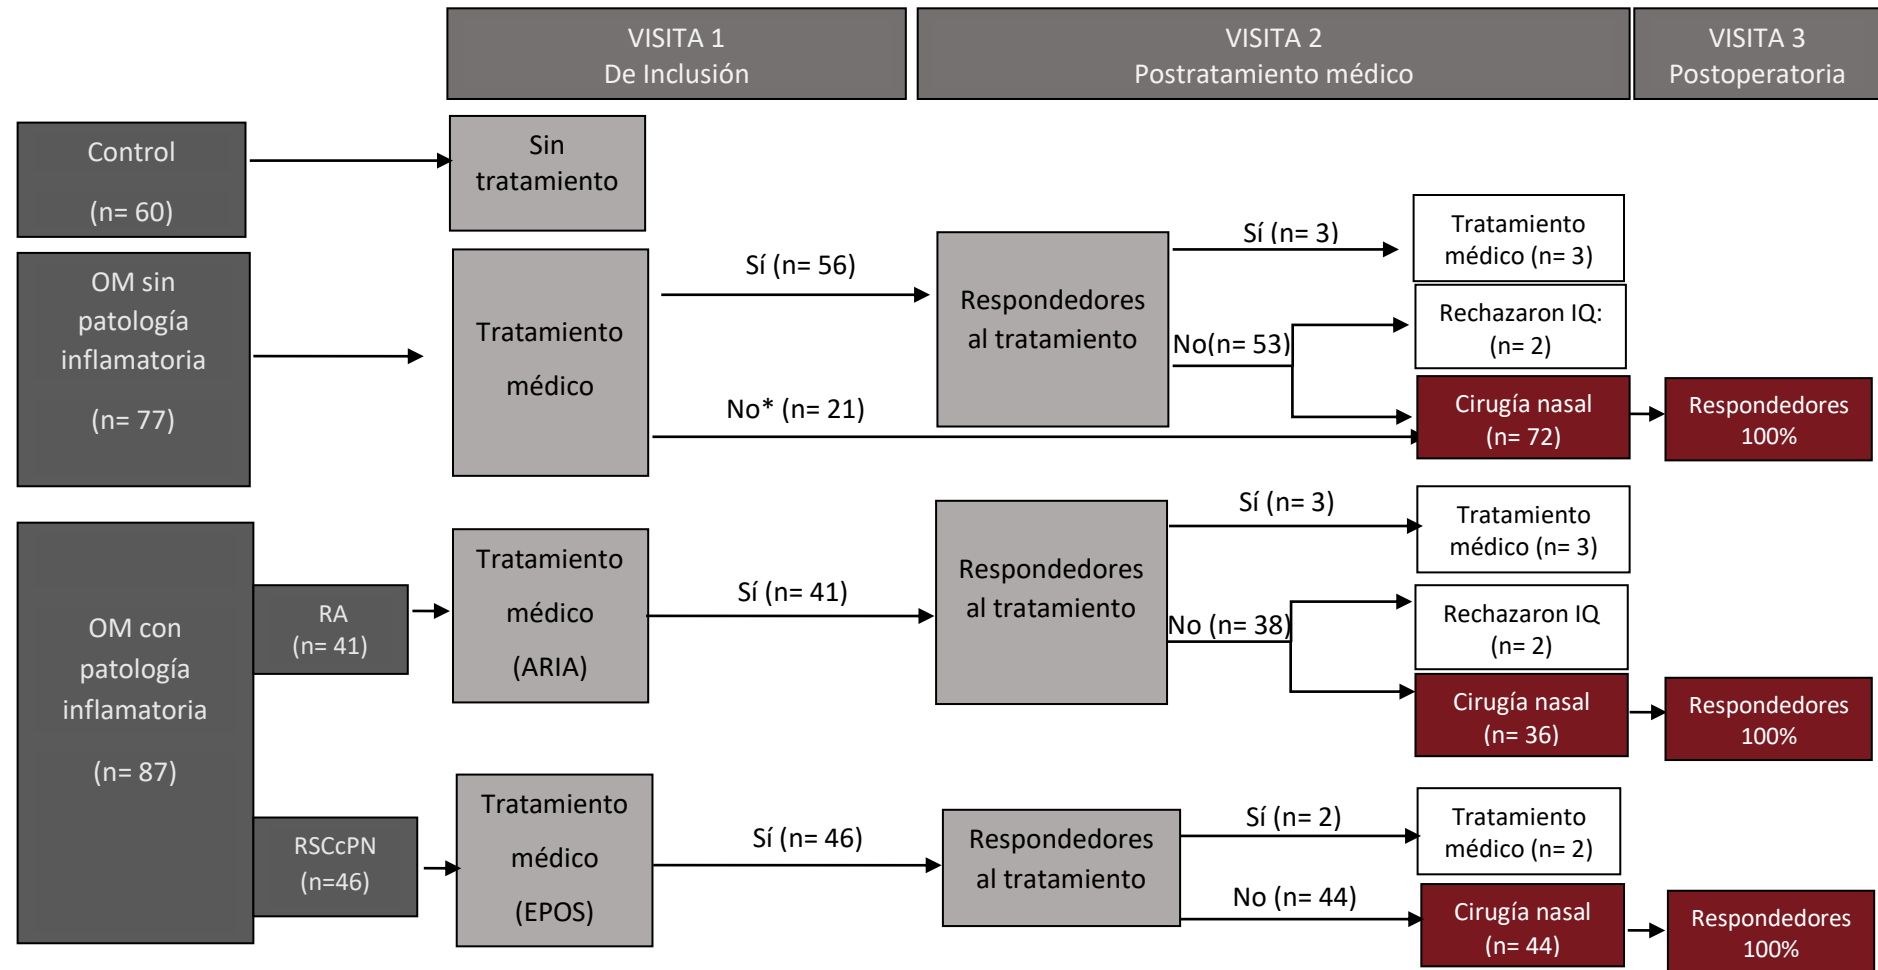 VISITA 1
De Inclusión
VISITA 2
Postratamiento médico
VISITA 3
Postoperatoria
Control
(n= 60)
Sin
tratamiento
OM sin
patología
inflamatoria
(n= 77)
Tratamiento
médico
Sí (n= 56)
No* (n= 21)
Respondedores
al tratamiento
Sí (n= 3)
No(n= 53)
Tratamiento
médico (n= 3)
Rechazaron IQ:
(n= 2)
Cirugía nasal
(n= 72)
Respondedores
100%
OM con
patología
inflamatoria
(n= 87)
RA
(n= 41)
Tratamiento
médico
(ARIA)
Sí (n= 41)
Respondedores
al tratamiento
Sí (n= 3)
No (n= 38)
Tratamiento
médico (n= 3)
Rechazaron IQ
(n= 2)
Cirugía nasal
(n= 36)
Respondedores
100%
RSCcPN
(n=46)
Tratamiento
médico
(EPOS)
Sí (n= 46)
Respondedores
al tratamiento
Sí (n= 2)
No (n= 44)
Tratamiento
médico (n= 2)
Cirugía nasal
(n= 44)
Respondedores
100%